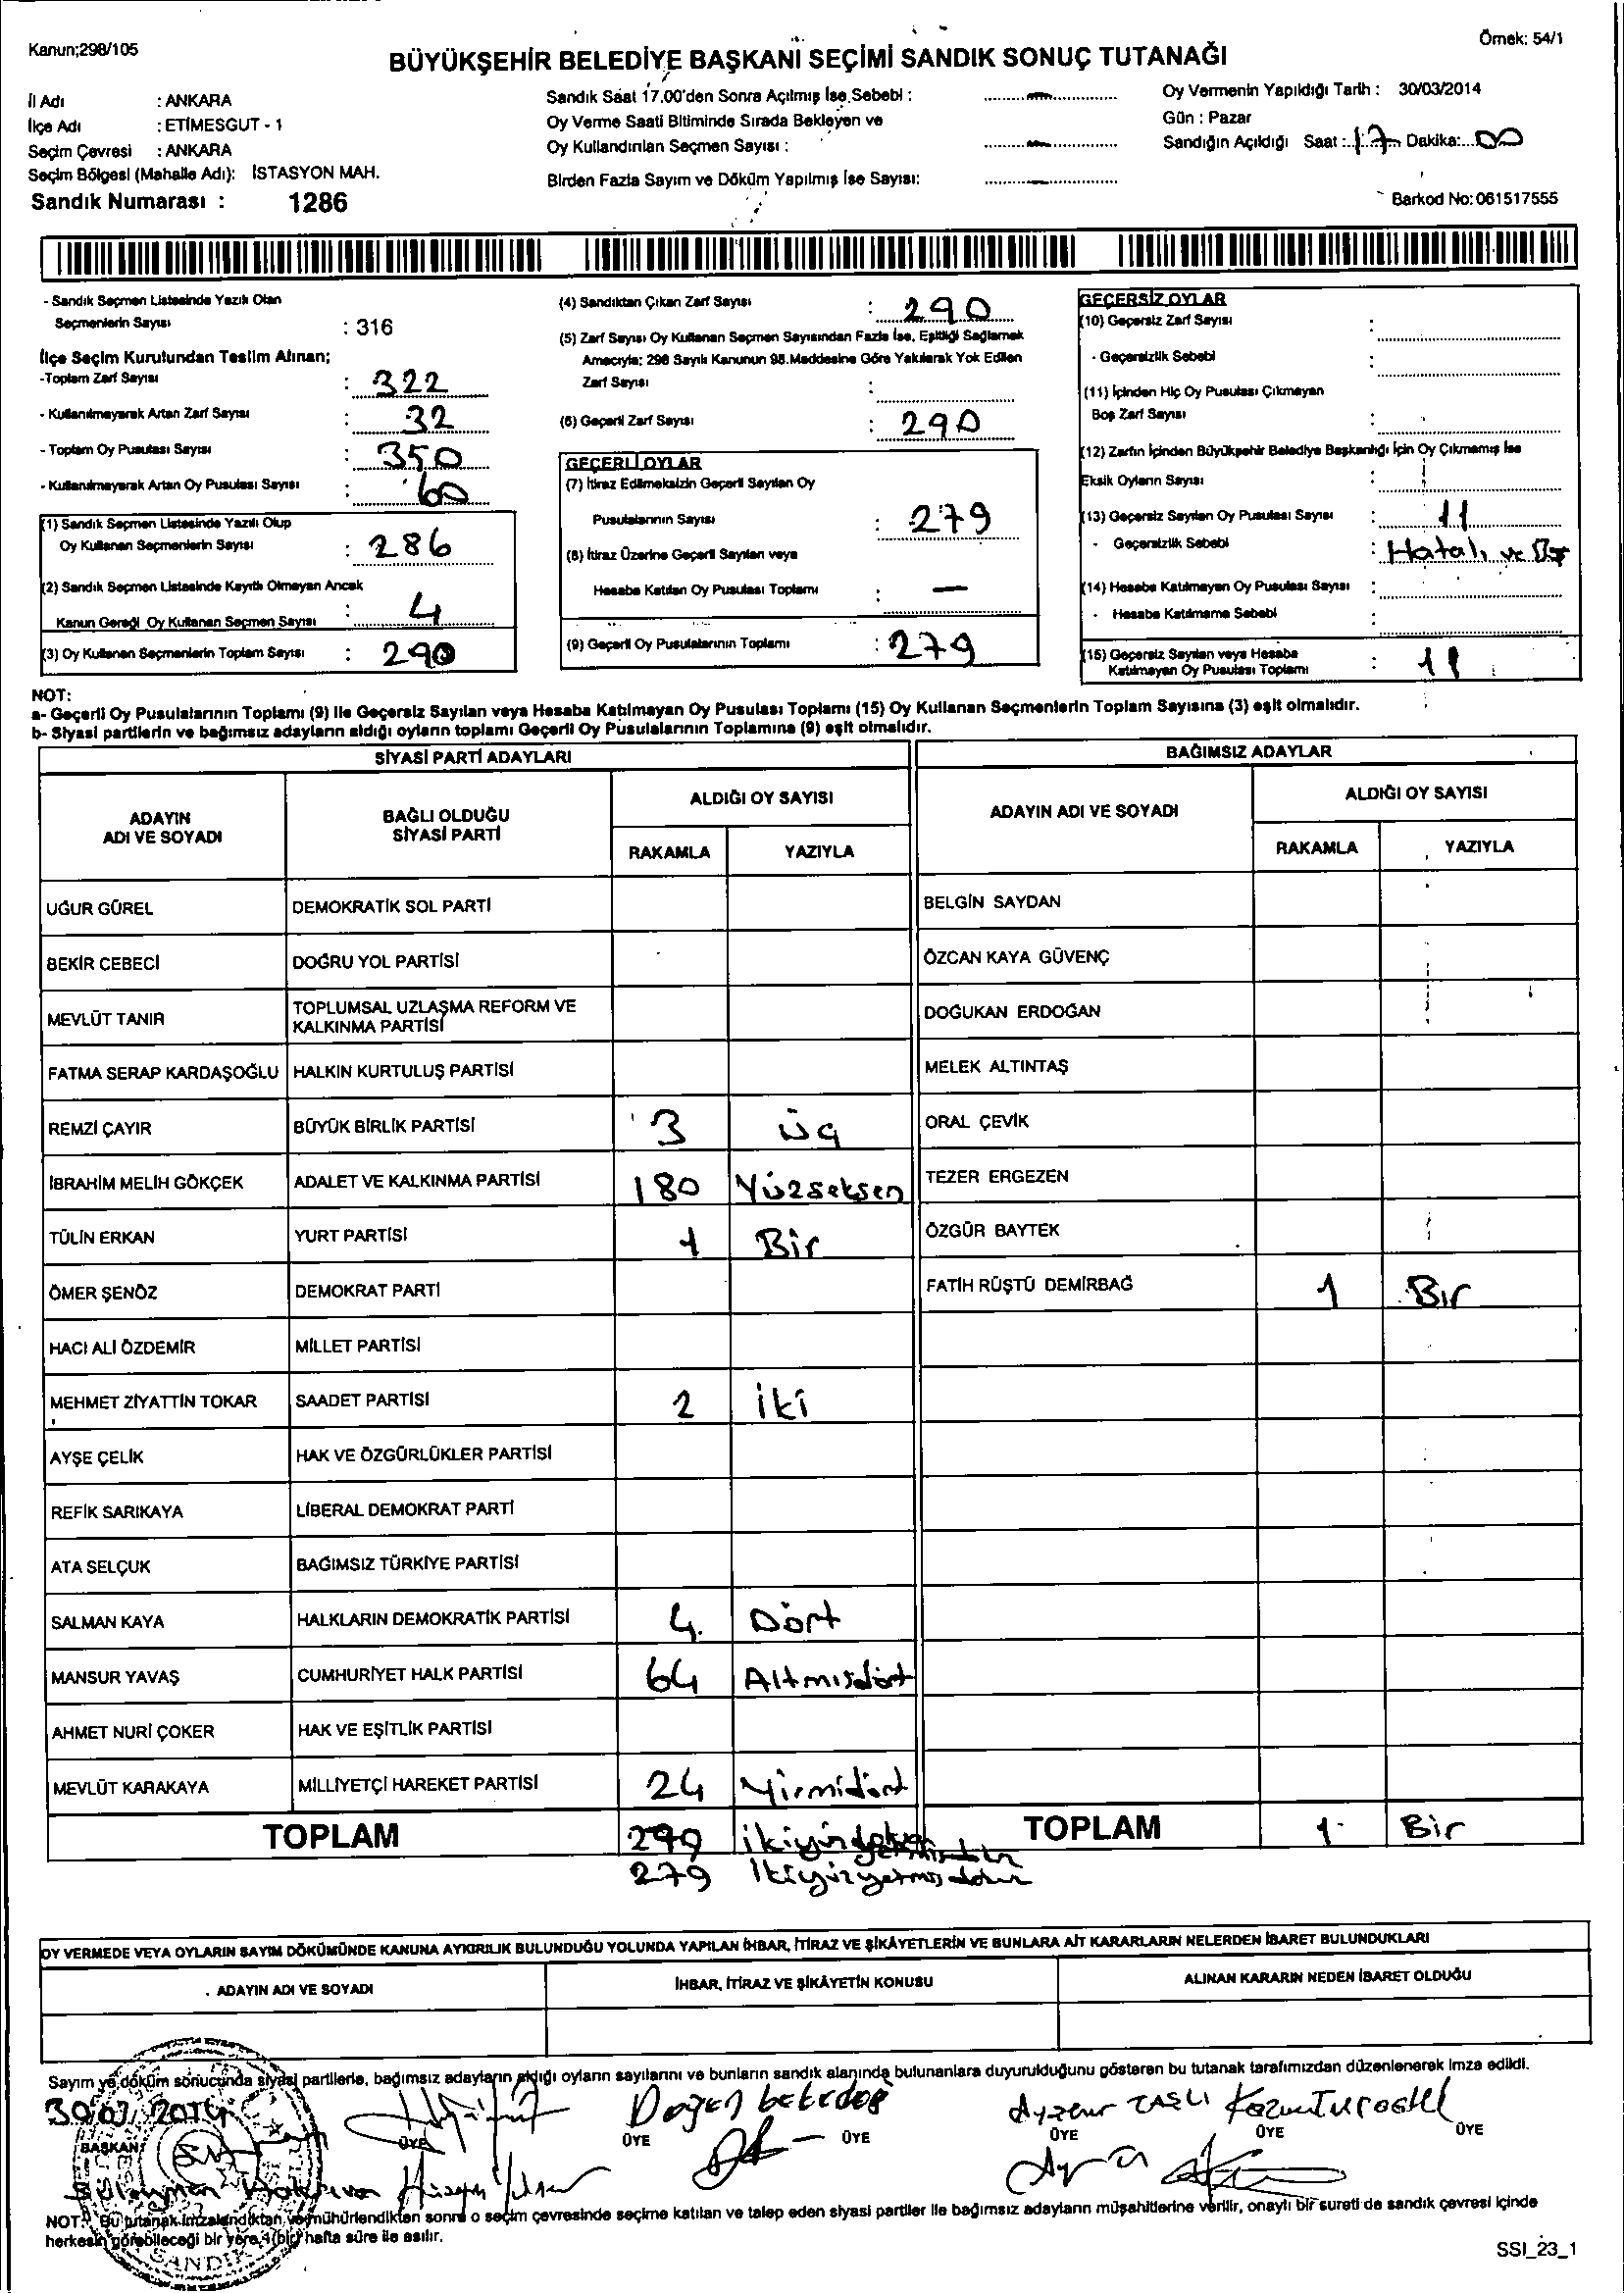 Kanun;298/105
Örnek: 54/1
BÜYÜKŞEHİR BELEDİYE BAŞKANİ SEÇİMİ SANDIK SONUÇ TUTANAĞI
İl Adı : ANKARA
İlçe Adı : ETİMESGUT - 1
Seçim Çevresi : ANKARA
Seçim Bölgesi (Mahalle Adı): İSTASYON MAH.
Sandık Numarası : 1286
Sandık Saat 17.00'den Sonra Açılmış İse Sebebi :
Oy Verme Saati Bitiminde Sırada Bekleyen ve
Oy Kullandırılan Seçmen Sayısı :
Birden Fazla Sayım ve Döküm Yapılmış İse Sayısı:
Oy Vermenin Yapıldığı Tarih : 30/03/2014
Gün : Pazar
Sandığın Açıldığı Saat : 17 Dakika: 00
Barkod No: 061517555
- Sandık Seçmen Listesinde Yazılı Olan
Seçmenlerin Sayısı : 316
İlçe Seçim Kurulundan Teslim Alınan;
-Toplam Zarf Sayısı : 322
- Kullanılmayarak Artan Zarf Sayısı : 32
- Toplam Oy Pusulası Sayısı : 350
- Kullanılmayarak Artan Oy Pusulası Sayısı : 60
(1) Sandık Seçmen Listesinde Yazılı Olup
Oy Kullanan Seçmenlerin Sayısı : 286
(2) Sandık Seçmen Listesinde Kayıtlı Olmayan Ancak
Kanun Gereği Oy Kullanan Seçmen Sayısı : 4
(3) Oy Kullanan Seçmenlerin Toplam Sayısı : 290
(4) Sandıktan Çıkan Zarf Sayısı : 290
(5) Zarf Sayısı Oy Kullanan Seçmen Sayısından Fazla İse, Eşitliği Sağlamak
Amacıyla; 298 Sayılı Kanunun 98.Maddesine Göre Yakılarak Yok Edilen
Zarf Sayısı :
(6) Geçerli Zarf Sayısı : 290
GEÇERLİ OYLAR
(7) İtiraz Edilmeksizin Geçerli Sayılan Oy
Pusulalarının Sayısı : 279
(8) İtiraz Üzerine Geçerli Sayılan veya
Hesaba Katılan Oy Pusulası Toplamı : —
(9) Geçerli Oy Pusulalarının Toplamı : 279
GEÇERSİZ OYLAR
(10) Geçersiz Zarf Sayısı :
- Geçersizlik Sebebi :
(11) İçinden Hiç Oy Pusulası Çıkmayan
Boş Zarf Sayısı :
(12) Zarfın İçinden Büyükşehir Belediye Başkanlığı İçin Oy Çıkmamış İse
Eksik Oyların Sayısı :
(13) Geçersiz Sayılan Oy Pusulası Sayısı : 11
- Geçersizlik Sebebi : Hatalı ve
(14) Hesaba Katılmayan Oy Pusulası Sayısı :
- Hesaba Katılmama Sebebi :
(15) Geçersiz Sayılan veya Hesaba
Katılmayan Oy Pusulası Toplamı : 11
NOT:
a- Geçerli Oy Pusulalarının Toplamı (9) İle Geçersiz Sayılan veya Hesaba Katılmayan Oy Pusulası Toplamı (15) Oy Kullanan Seçmenlerin Toplam Sayısına (3) eşit olmalıdır.
b- Siyasi partilerin ve bağımsız adayların aldığı oyların toplamı Geçerli Oy Pusulalarının Toplamına (9) eşit olmalıdır.
SİYASİ PARTİ ADAYLARI
BAĞIMSIZ ADAYLAR
ADAYIN ADI VE SOYADI
BAĞLI OLDUĞU SİYASİ PARTİ
ALDIĞI OY SAYISI
RAKAMLA YAZIYLA
ADAYIN ADI VE SOYADI
ALDIĞI OY SAYISI
RAKAMLA YAZIYLA
UĞUR GÜREL DEMOKRATİK SOL PARTİ BELGİN SAYDAN
BEKİR CEBECİ DOĞRU YOL PARTİSİ ÖZCAN KAYA GÜVENÇ
MEVLÜT TANIR TOPLUMSAL UZLAŞMA REFORM VE KALKINMA PARTİSİ DOĞUKAN ERDOĞAN
FATMA SERAP KARDAŞOĞLU HALKIN KURTULUŞ PARTİSİ MELEK ALTINTAŞ
REMZİ ÇAYIR BÜYÜK BİRLİK PARTİSİ 3 üç ORAL ÇEVİK
İBRAHİM MELİH GÖKÇEK ADALET VE KALKINMA PARTİSİ 180 Yüzseksen TEZER ERGEZEN
TÜLİN ERKAN YURT PARTİSİ 1 Bir ÖZGÜR BAYTEK
ÖMER ŞENÖZ DEMOKRAT PARTİ FATİH RÜŞTÜ DEMİRBAĞ 1 Bir
HACI ALİ ÖZDEMİR MİLLET PARTİSİ
MEHMET ZİYATTİN TOKAR SAADET PARTİSİ 2 İki
AYŞE ÇELİK HAK VE ÖZGÜRLÜKLER PARTİSİ
REFİK SARIKAYA LİBERAL DEMOKRAT PARTİ
ATA SELÇUK BAĞIMSIZ TÜRKİYE PARTİSİ
SALMAN KAYA HALKLARIN DEMOKRATİK PARTİSİ 4 Dört
MANSUR YAVAŞ CUMHURİYET HALK PARTİSİ 64 Altmışdört
AHMET NURİ ÇOKER HAK VE EŞİTLİK PARTİSİ
MEVLÜT KARAKAYA MİLLİYETÇİ HAREKET PARTİSİ 24 Yirmidört
TOPLAM 299 TOPLAM 1 Bir
279 İkiyüzyetmişdokuz
OY VERMEDE VEYA OYLARIN SAYIM DÖKÜMÜNDE KANUNA AYKIRILIK BULUNDUĞU YOLUNDA YAPILAN İHBAR, İTİRAZ VE ŞİKÂYETLERİN VE BUNLARA AİT KARARLARIN NELERDEN İBARET BULUNDUKLARI
ADAYIN ADI VE SOYADI İHBAR, İTİRAZ VE ŞİKÂYETİN KONUSU ALINAN KARARIN NEDEN İBARET OLDUĞU
Sayım ve döküm sonucunda siyasi partilerle, bağımsız adayların aldığı oyların sayılarını ve bunların sandık alanında bulunanlara duyurulduğunu gösteren bu tutanak tarafımızdan düzenlenerek imza edildi.
30/03/2014
BAŞKAN ÜYE ÜYE ÜYE ÜYE ÜYE ÜYE
NOT: Bu tutanak imzalandıktan ve mühürlendikten sonra o seçim çevresinde seçime katılan ve talep eden siyasi partiler ile bağımsız adayların müşahitlerine verilir, onaylı bir sureti de sandık çevresi içinde
herkesin görebileceği bir yere 1(bir) hafta süre ile asılır.
SANDIK
SSI_23_1